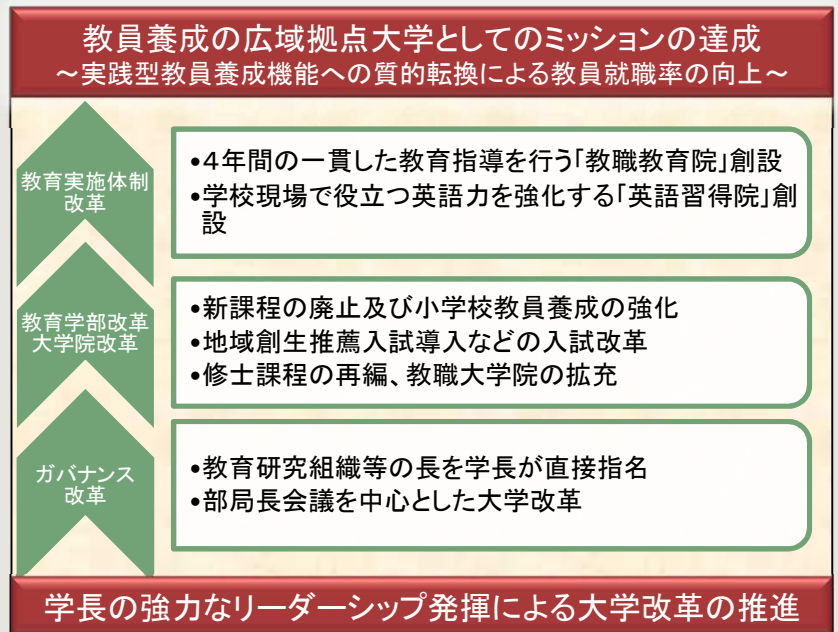 教員養成の広域拠点大学としてのミッションの達成
～実践型教員養成機能への質的転換による教員就職率の向上～
教育実施体制
改革
•４年間の一貫した教育指導を行う「教職教育院」創設
•学校現場で役立つ英語力を強化する「英語習得院」創
設
教育学部改革
大学院改革
•新課程の廃止及び小学校教員養成の強化
•地域創生推薦入試導入などの入試改革
•修士課程の再編、教職大学院の拡充
ガバナンス
改革
•教育研究組織等の長を学長が直接指名
•部局長会議を中心とした大学改革
学長の強力なリーダーシップ発揮による大学改革の推進